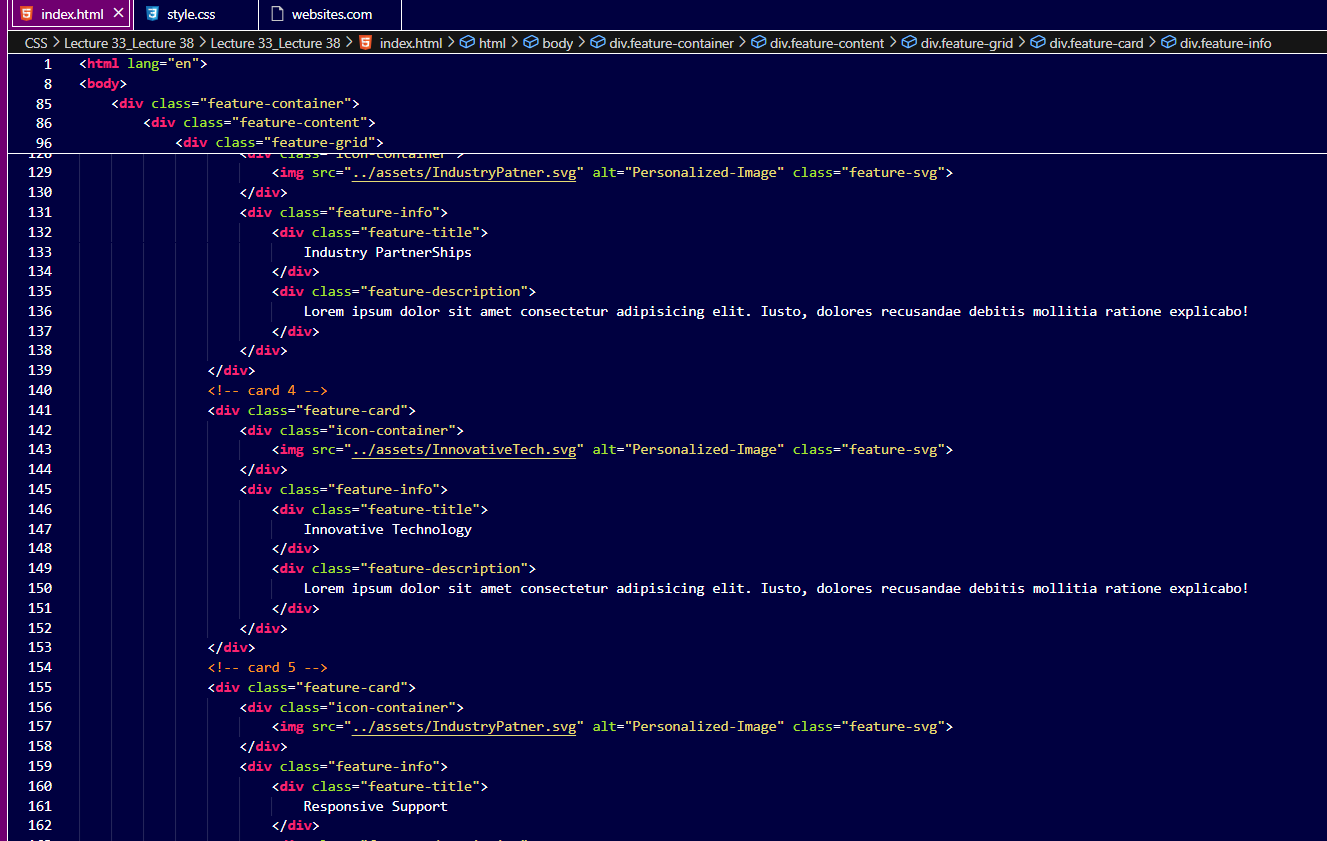 index.html
style.css
websites.com
CSS > Lecture 33_Lecture 38 > Lecture 33_Lecture 38 > index.html > html > body > div.feature-container > div.feature-content > div.feature-grid > div.feature-card > div.feature-info
1 <html lang="en">
8 <body>
85 <div class="feature-container">
86 <div class="feature-content">
96 <div class="feature-grid">
128 <div class="icon-container">
129 <img src="../assets/IndustryPatner.svg" alt="Personalized-Image" class="feature-svg">
130 </div>
131 <div class="feature-info">
132 <div class="feature-title">
133 Industry PartnerShips
134 </div>
135 <div class="feature-description">
136 Lorem ipsum dolor sit amet consectetur adipisicing elit. Iusto, dolores recusandae debitis mollitia ratione explicabo!
137 </div>
138 </div>
139 </div>
140 <!-- card 4 -->
141 <div class="feature-card">
142 <div class="icon-container">
143 <img src="../assets/InnovativeTech.svg" alt="Personalized-Image" class="feature-svg">
144 </div>
145 <div class="feature-info">
146 <div class="feature-title">
147 Innovative Technology
148 </div>
149 <div class="feature-description">
150 Lorem ipsum dolor sit amet consectetur adipisicing elit. Iusto, dolores recusandae debitis mollitia ratione explicabo!
151 </div>
152 </div>
153 </div>
154 <!-- card 5 -->
155 <div class="feature-card">
156 <div class="icon-container">
157 <img src="../assets/IndustryPatner.svg" alt="Personalized-Image" class="feature-svg">
158 </div>
159 <div class="feature-info">
160 <div class="feature-title">
161 Responsive Support
162 </div>